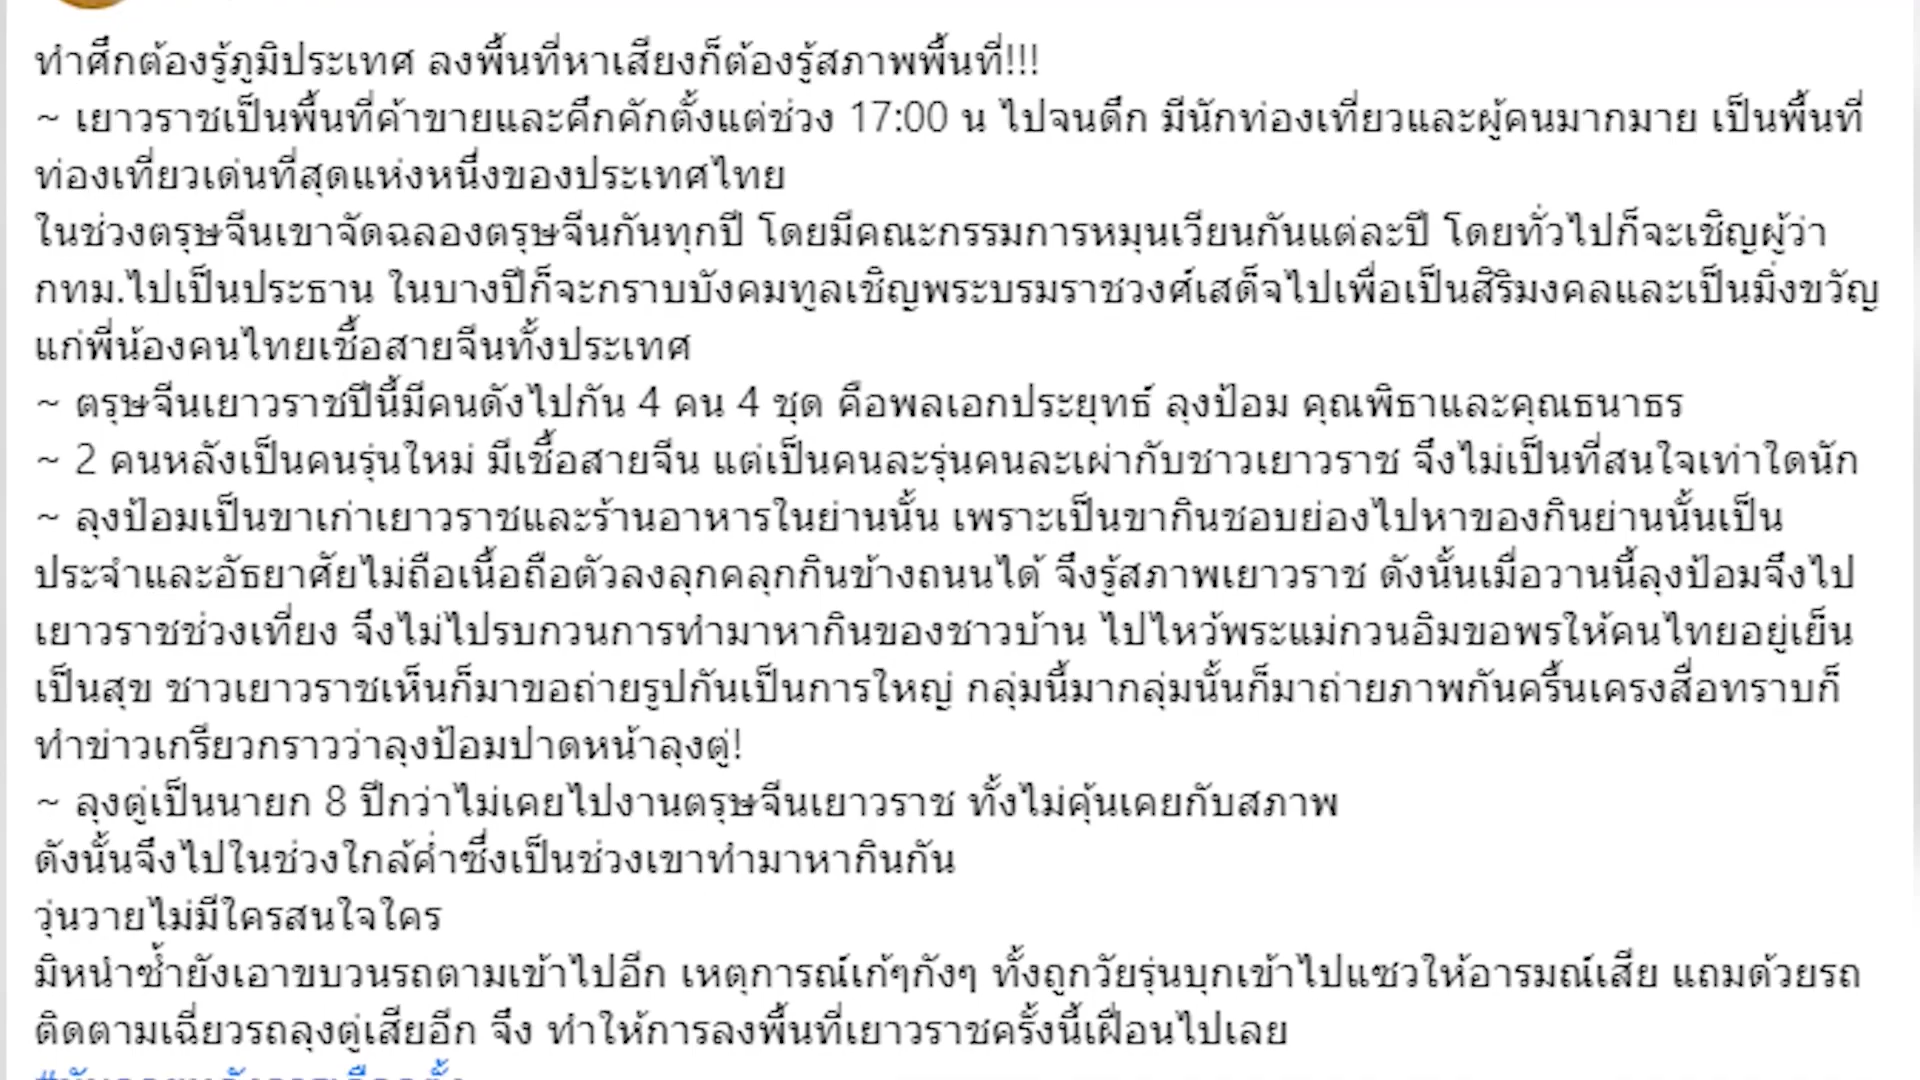 ทำศึกต้องรู้ภูมิประเทศ ลงพื้นที่หาเสียงก็ต้องรู้สภาพพื้นที่!!!
~ เยาวราชเป็นพื้นที่ค้าขายและคึกคักตั้งแต่ช่วง 17:00 น ไปจนดึก มีนักท่องเที่ยวและผู้คนมากมาย เป็นพื้นที่
ท่องเที่ยวเด่นที่สุดแห่งหนึ่งของประเทศไทย
ในช่วงตรุษจีนเขาจัดฉลองตรุษจีนกันทุกปี โดยมีคณะกรรมการหมุนเวียนกันแต่ละปี โดยทั่วไปก็จะเชิญผู้ว่า
กทม.ไปเป็นประธาน ในบางปีก็จะกราบบังคมทูลเชิญพระบรมราชวงศ์เสด็จไปเพื่อเป็นสิริมงคลและเป็นมิ่งขวัญ
แก่พี่น้องคนไทยเชื้อสายจีนทั้งประเทศ
~ ตรุษจีนเยาวราชปีนี้มีคนดังไปกัน 4 คน 4 ชุด คือพลเอกประยุทธ์ ลุงป้อม คุณพิธาและคุณธนาธร
~ 2 คนหลังเป็นคนรุ่นใหม่ มีเชื้อสายจีน แต่เป็นคนละรุ่นคนละเผ่ากับชาวเยาวราช จึงไม่เป็นที่สนใจเท่าใดนัก
~ ลุงป้อมเป็นขาเก่าเยาวราชและร้านอาหารในย่านนั้น เพราะเป็นขากินชอบย่องไปหาของกินย่านนั้นเป็น
ประจำและอัธยาศัยไม่ถือเนื้อถือตัวลงลุกคลุกกินข้างถนนได้ จึงรู้สภาพเยาวราช ดังนั้นเมื่อวานนี้ลุงป้อมจึงไป
เยาวราชช่วงเที่ยง จึงไม่ไปรบกวนการทำมาหากินของชาวบ้าน ไปไหว้พระแม่กวนอิมขอพรให้คนไทยอยู่เย็น
เป็นสุข ชาวเยาวราชเห็นก็มาขอถ่ายรูปกันเป็นการใหญ่ กลุ่มนี้มากลุ่มนั้นก็มาถ่ายภาพกันครื้นเครงสื่อทราบก็
ทำข่าวเกรียวกราวว่าลุงป้อมปาดหน้าลุงตู่!
~ ลุงตู่เป็นนายก 8 ปีกว่าไม่เคยไปงานตรุษจีนเยาวราช ทั้งไม่คุ้นเคยกับสภาพ
ดังนั้นจึงไปในช่วงใกล้ค่ำซึ่งเป็นช่วงเขาทำมาหากินกัน
วุ่นวายไม่มีใครสนใจใคร
มิหนำซ้ำยังเอาขบวนรถตามเข้าไปอีก เหตุการณ์เก้ๆกังๆ ทั้งถูกวัยรุ่นบุกเข้าไปแซวให้อารมณ์เสีย แถมด้วยรถ
ติดตามเฉี่ยวรถลุงตู่เสียอีก จึง ทำให้การลงพื้นที่เยาวราชครั้งนี้เฝื่อนไปเลย